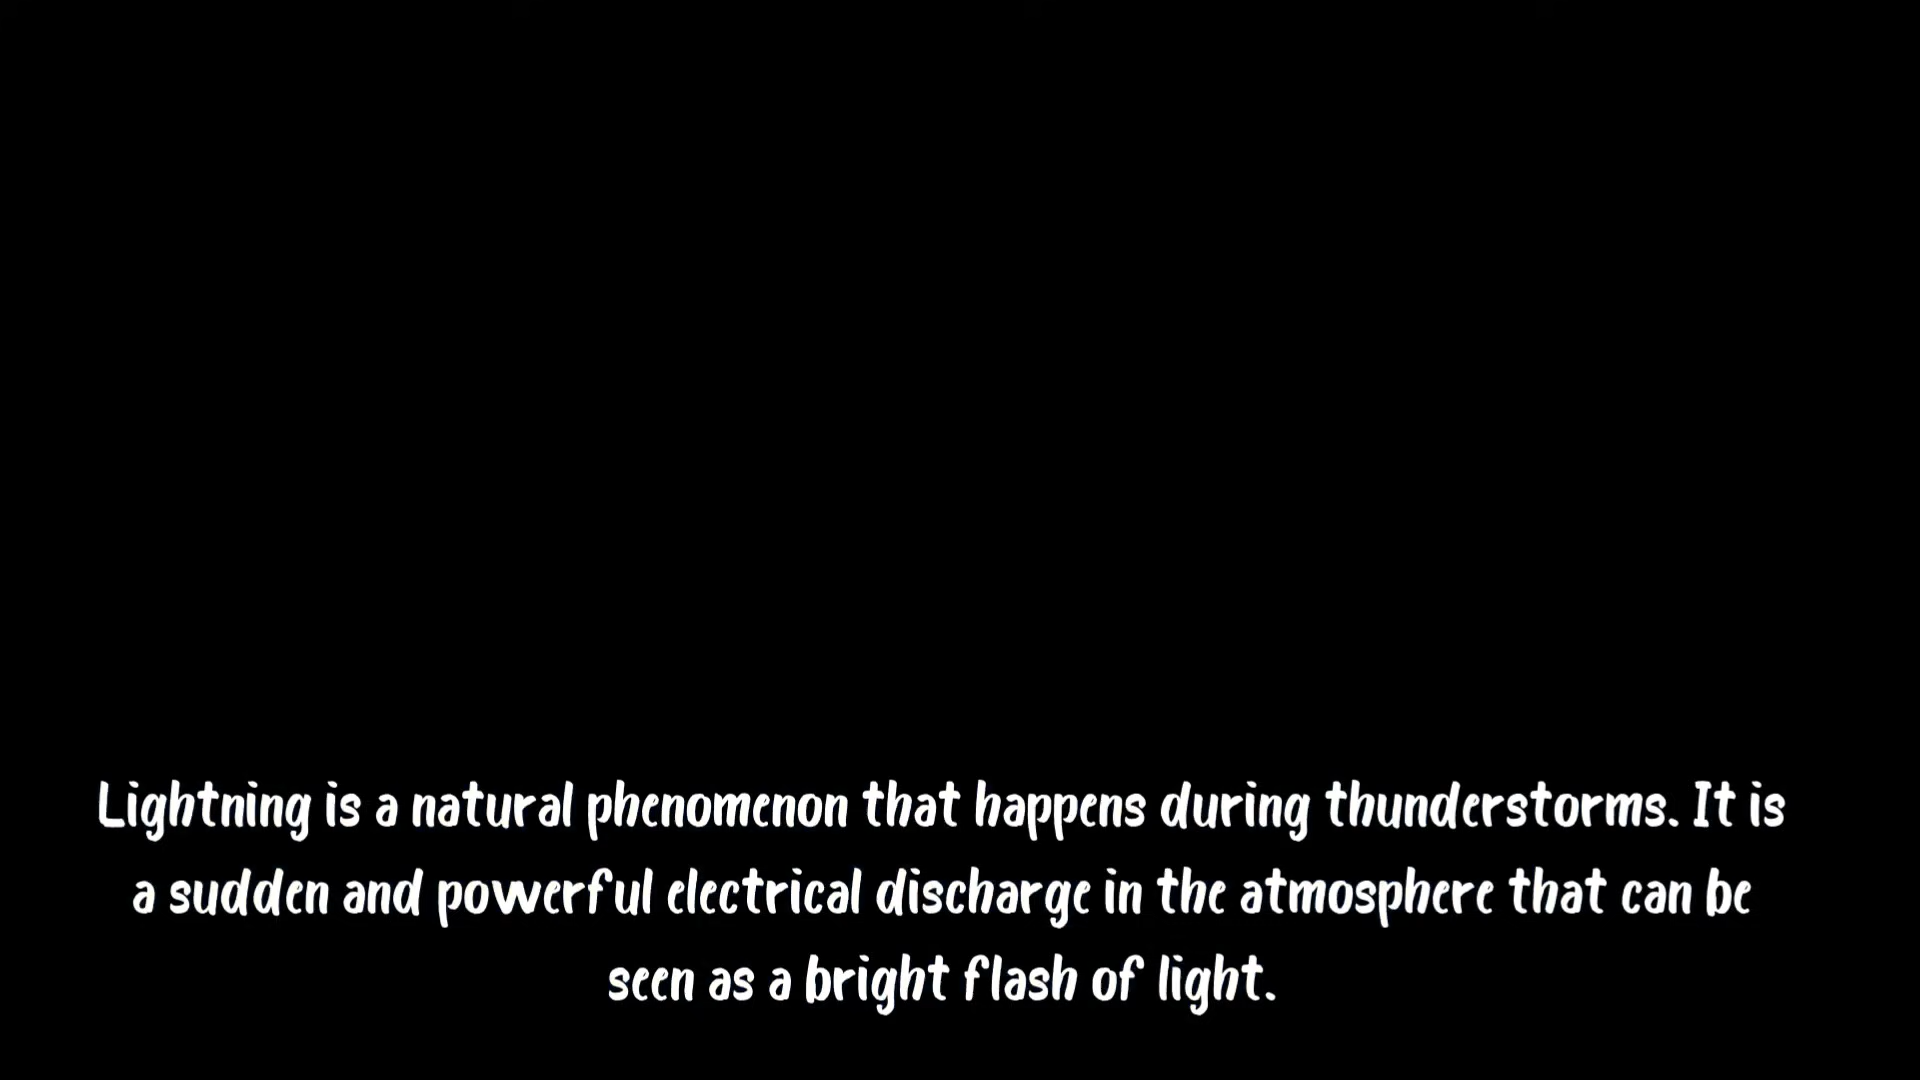 Lightning is a natural phenomenon that happens during thunderstorms. It is
a sudden and powerful electrical discharge in the atmosphere that can be
seen as a bright flash of light.